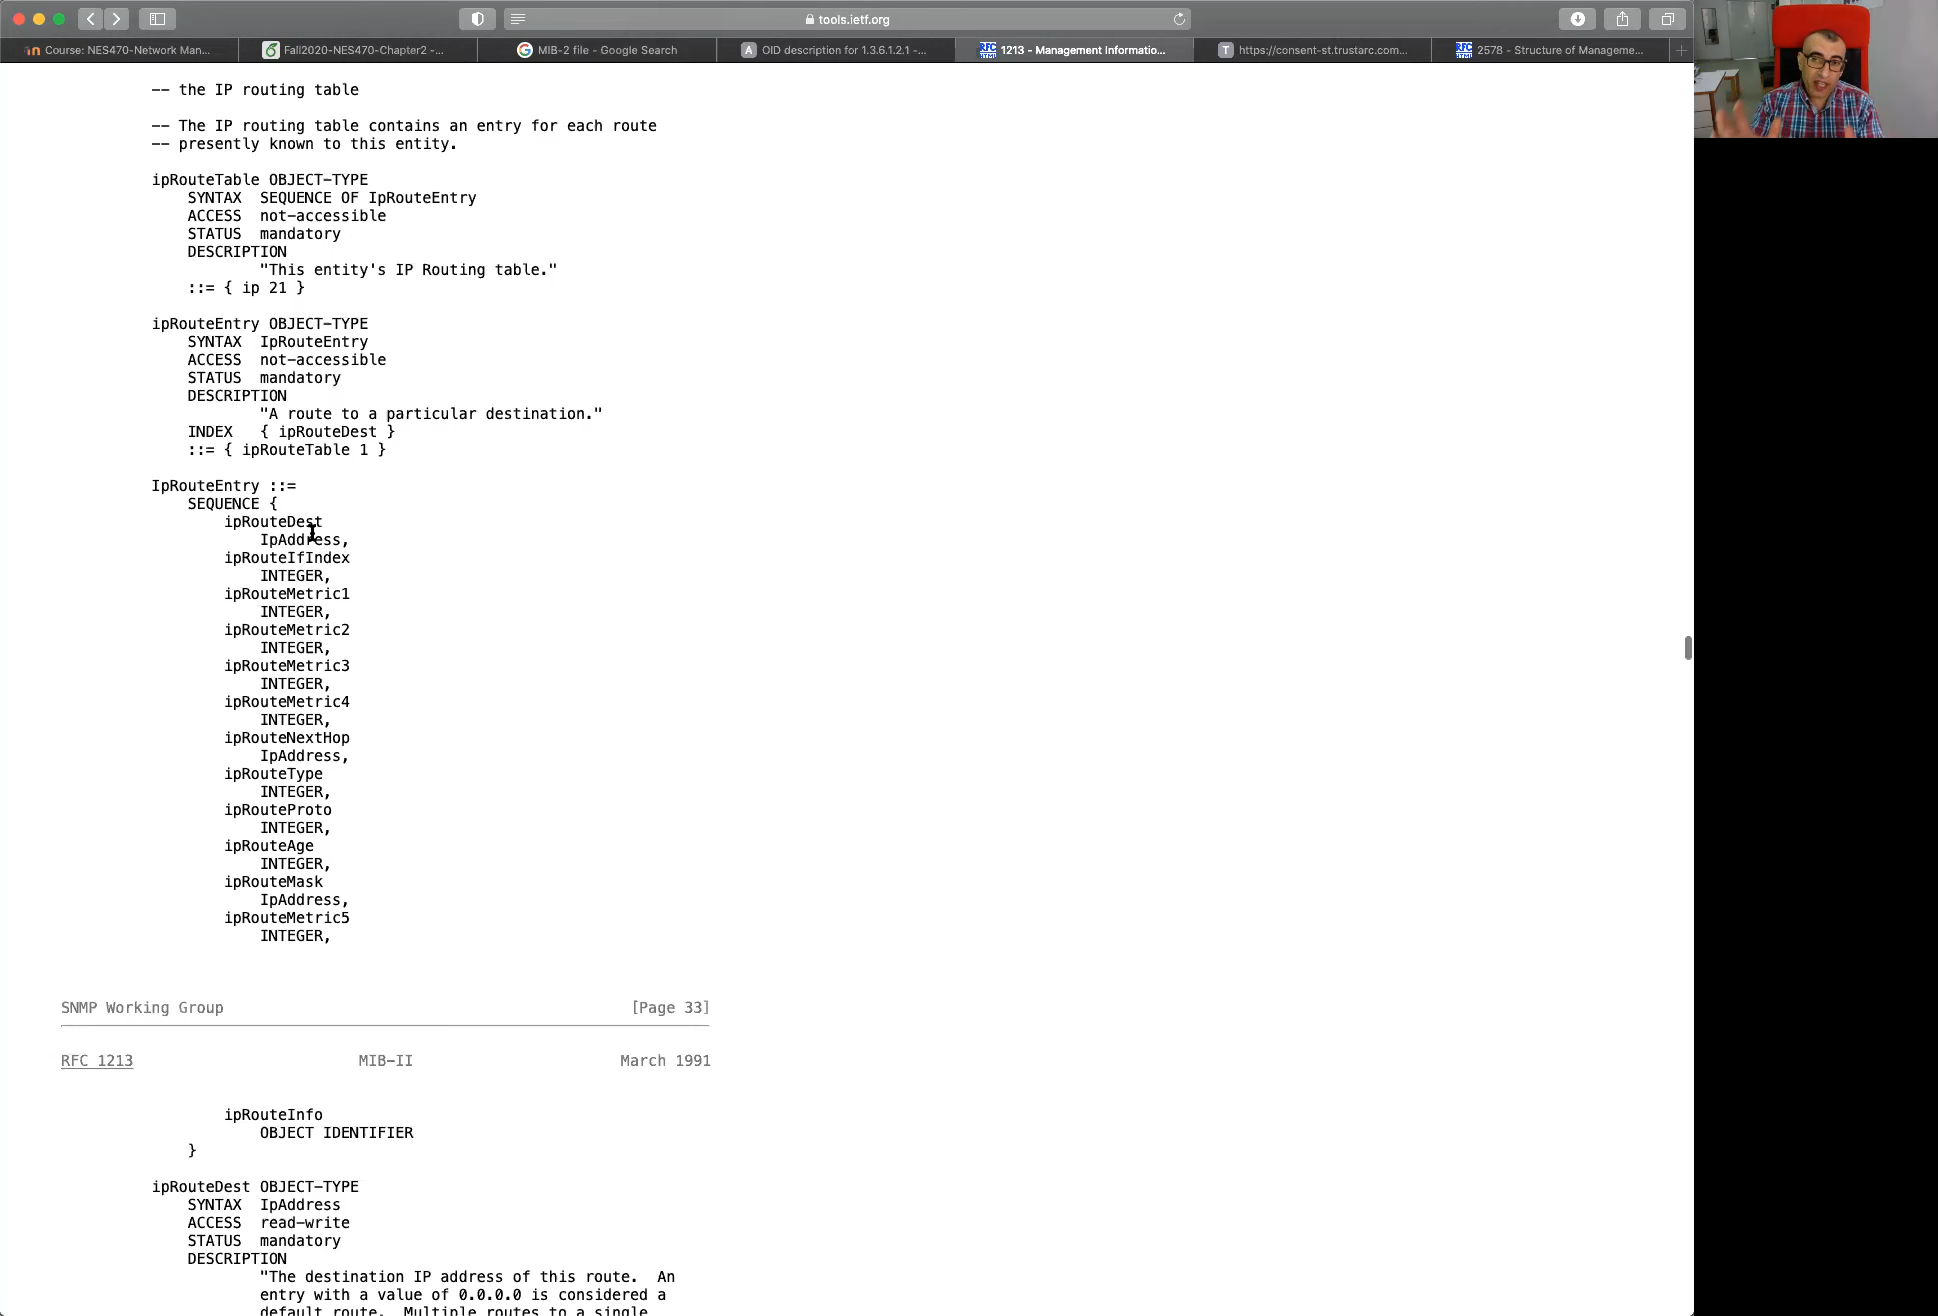 tools.ietf.org
Course: NES470-Network Man...
Fall2020-NES470-Chapter2 -...
MIB-2 file - Google Search
OID description for 1.3.6.1.2.1 -...
1213 - Management Informatio...
https://consent-st.trustarc.com...
2578 - Structure of Manageme...
-- the IP routing table
-- The IP routing table contains an entry for each route
-- presently known to this entity.
ipRouteTable OBJECT-TYPE
SYNTAX SEQUENCE OF IpRouteEntry
ACCESS not-accessible
STATUS mandatory
DESCRIPTION
"This entity's IP Routing table."
::= { ip 21 }
ipRouteEntry OBJECT-TYPE
SYNTAX IpRouteEntry
ACCESS not-accessible
STATUS mandatory
DESCRIPTION
"A route to a particular destination."
INDEX { ipRouteDest }
::= { ipRouteTable 1 }
IpRouteEntry ::=
SEQUENCE {
ipRouteDest
IpAddress,
ipRouteIfIndex
INTEGER,
ipRouteMetric1
INTEGER,
ipRouteMetric2
INTEGER,
ipRouteMetric3
INTEGER,
ipRouteMetric4
INTEGER,
ipRouteNextHop
IpAddress,
ipRouteType
INTEGER,
ipRouteProto
INTEGER,
ipRouteAge
INTEGER,
ipRouteMask
IpAddress,
ipRouteMetric5
INTEGER,
SNMP Working Group [Page 33]
RFC 1213 MIB-II March 1991
ipRouteInfo
OBJECT IDENTIFIER
}
ipRouteDest OBJECT-TYPE
SYNTAX IpAddress
ACCESS read-write
STATUS mandatory
DESCRIPTION
"The destination IP address of this route. An
entry with a value of 0.0.0.0 is considered a
default route. Multiple routes to a single